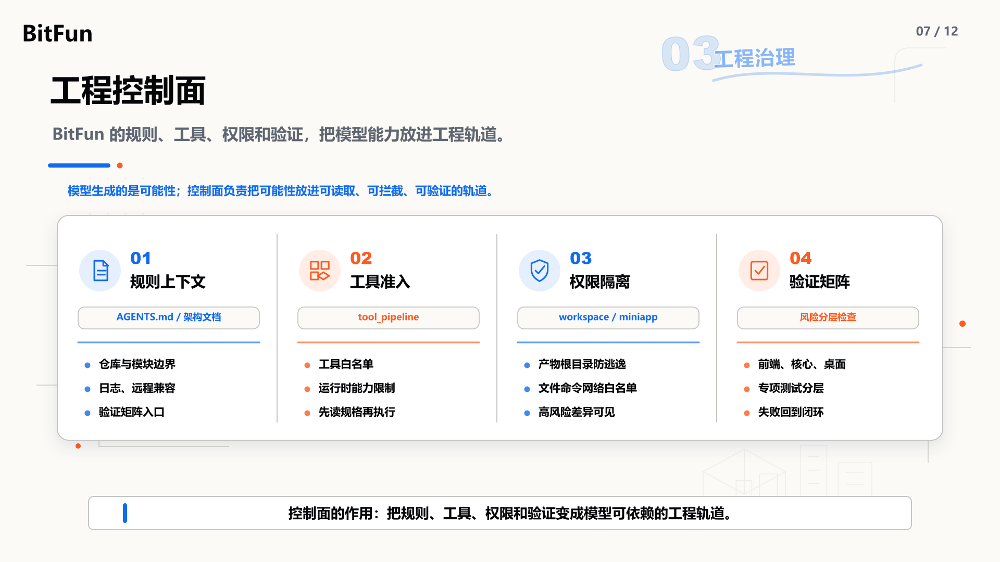 BitFun
07 / 12
03 工程治理
工程控制面
BitFun 的规则、工具、权限和验证，把模型能力放进工程轨道。
模型生成的是可能性；控制面负责把可能性放进可读取、可拦截、可验证的轨道。
01
规则上下文
AGENTS.md / 架构文档
仓库与模块边界
日志、远程兼容
验证矩阵入口
02
工具准入
tool_pipeline
工具白名单
运行时能力限制
先读规格再执行
03
权限隔离
workspace / miniapp
产物根目录防逃逸
文件命令网络白名单
高风险差异可见
04
验证矩阵
风险分层检查
前端、核心、桌面
专项测试分层
失败回到闭环
控制面的作用：把规则、工具、权限和验证变成模型可依赖的工程轨道。